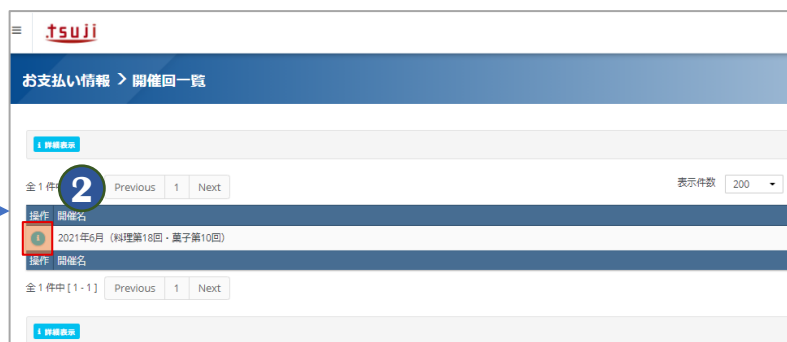 ≡ .tsuji
お支払い情報 > 開催回一覧
i 詳細表示
全1件中 Previous 1 Next 表示件数 200
2
操作 開催名
i 2021年6月（料理第18回・菓子第10回）
操作 開催名
全1件中 [ 1 - 1 ] Previous 1 Next
i 詳細表示